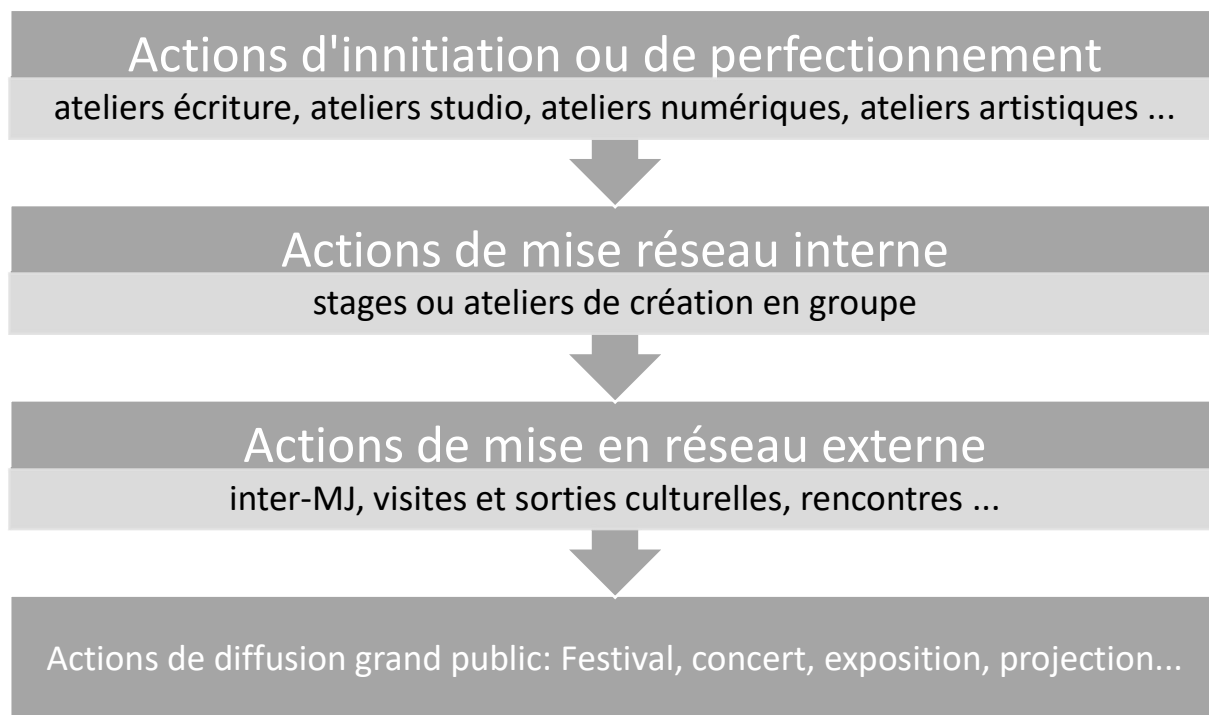 Actions d'innitiation ou de perfectionnement
ateliers écriture, ateliers studio, ateliers numériques, ateliers artistiques ...
Actions de mise réseau interne
stages ou ateliers de création en groupe
Actions de mise en réseau externe
inter-MJ, visites et sorties culturelles, rencontres ...
Actions de diffusion grand public: Festival, concert, exposition, projection...